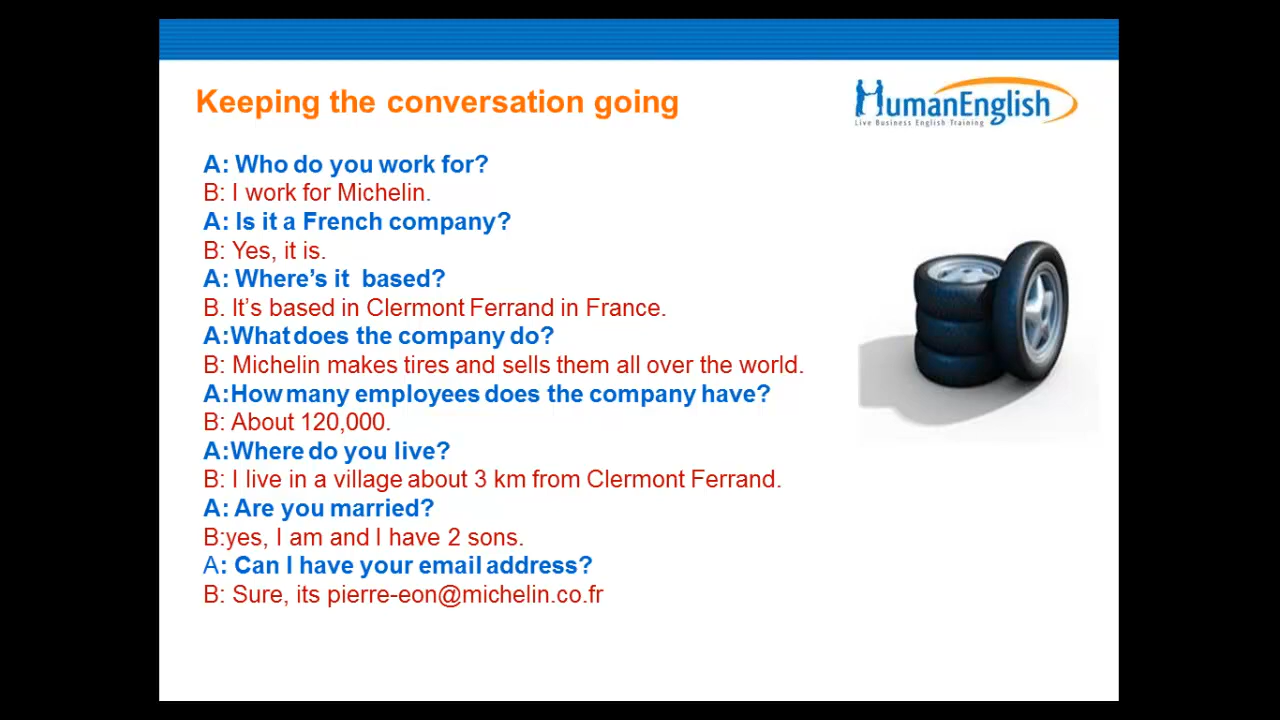 Keeping the conversation going
HumanEnglish
Live Business English Training
A: Who do you work for?
B: I work for Michelin.
A: Is it a French company?
B: Yes, it is.
A: Where’s it  based?
B. It’s based in Clermont Ferrand in France.
A:What does the company do?
B: Michelin makes tires and sells them all over the world.
A:How many employees does the company have?
B: About 120,000.
A:Where do you live?
B: I live in a village about 3 km from Clermont Ferrand.
A: Are you married?
B:yes, I am and I have 2 sons.
A: Can I have your email address?
B: Sure, its pierre-eon@michelin.co.fr